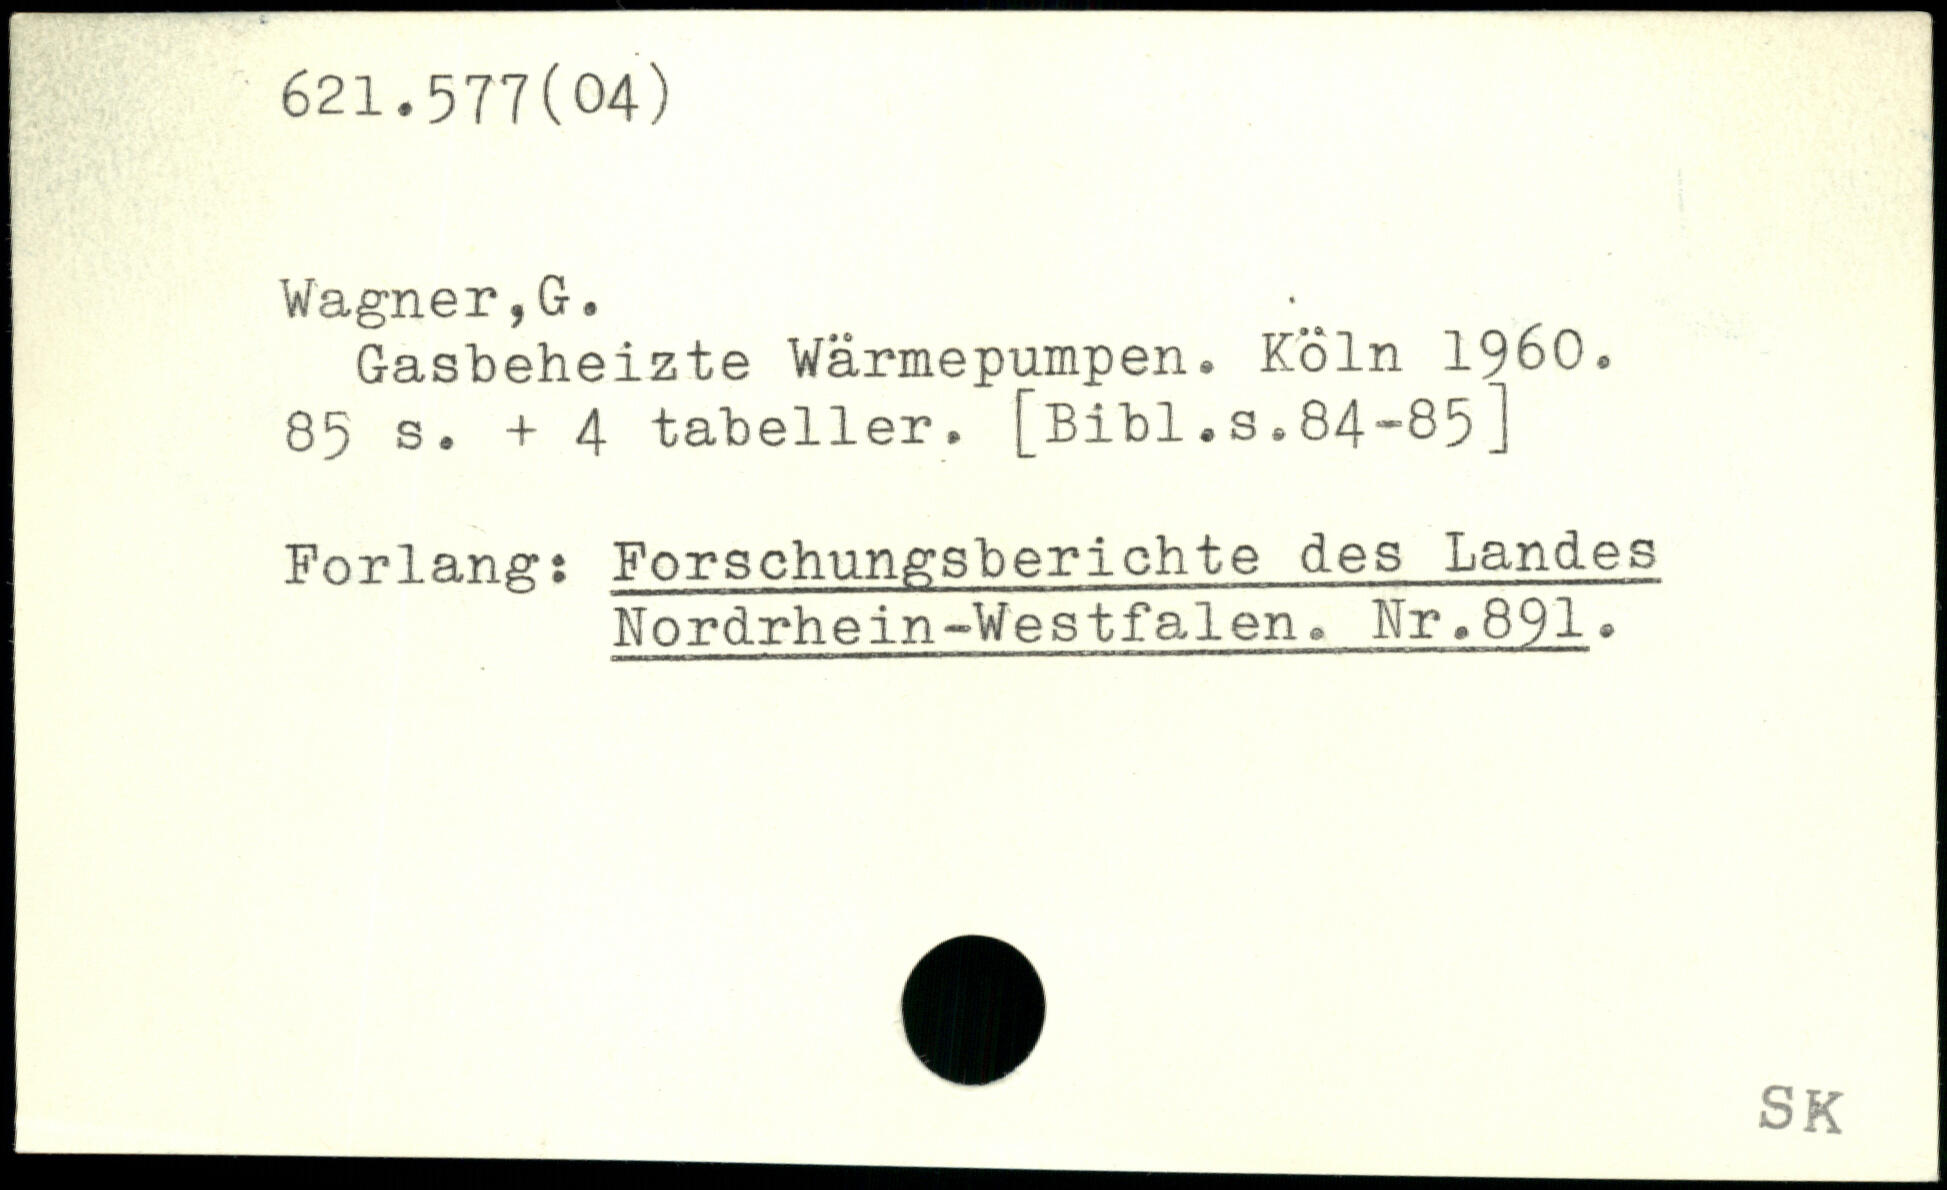 621.577(04)
Wagner,G.
Gasbeheizte Wärmepumpen. Köln 1960.
85 s. + 4 tabeller. [Bibl.s.84-85]
Forlang: Forschungsberichte des Landes
Nordrhein-Westfalen. Nr.891.
SK